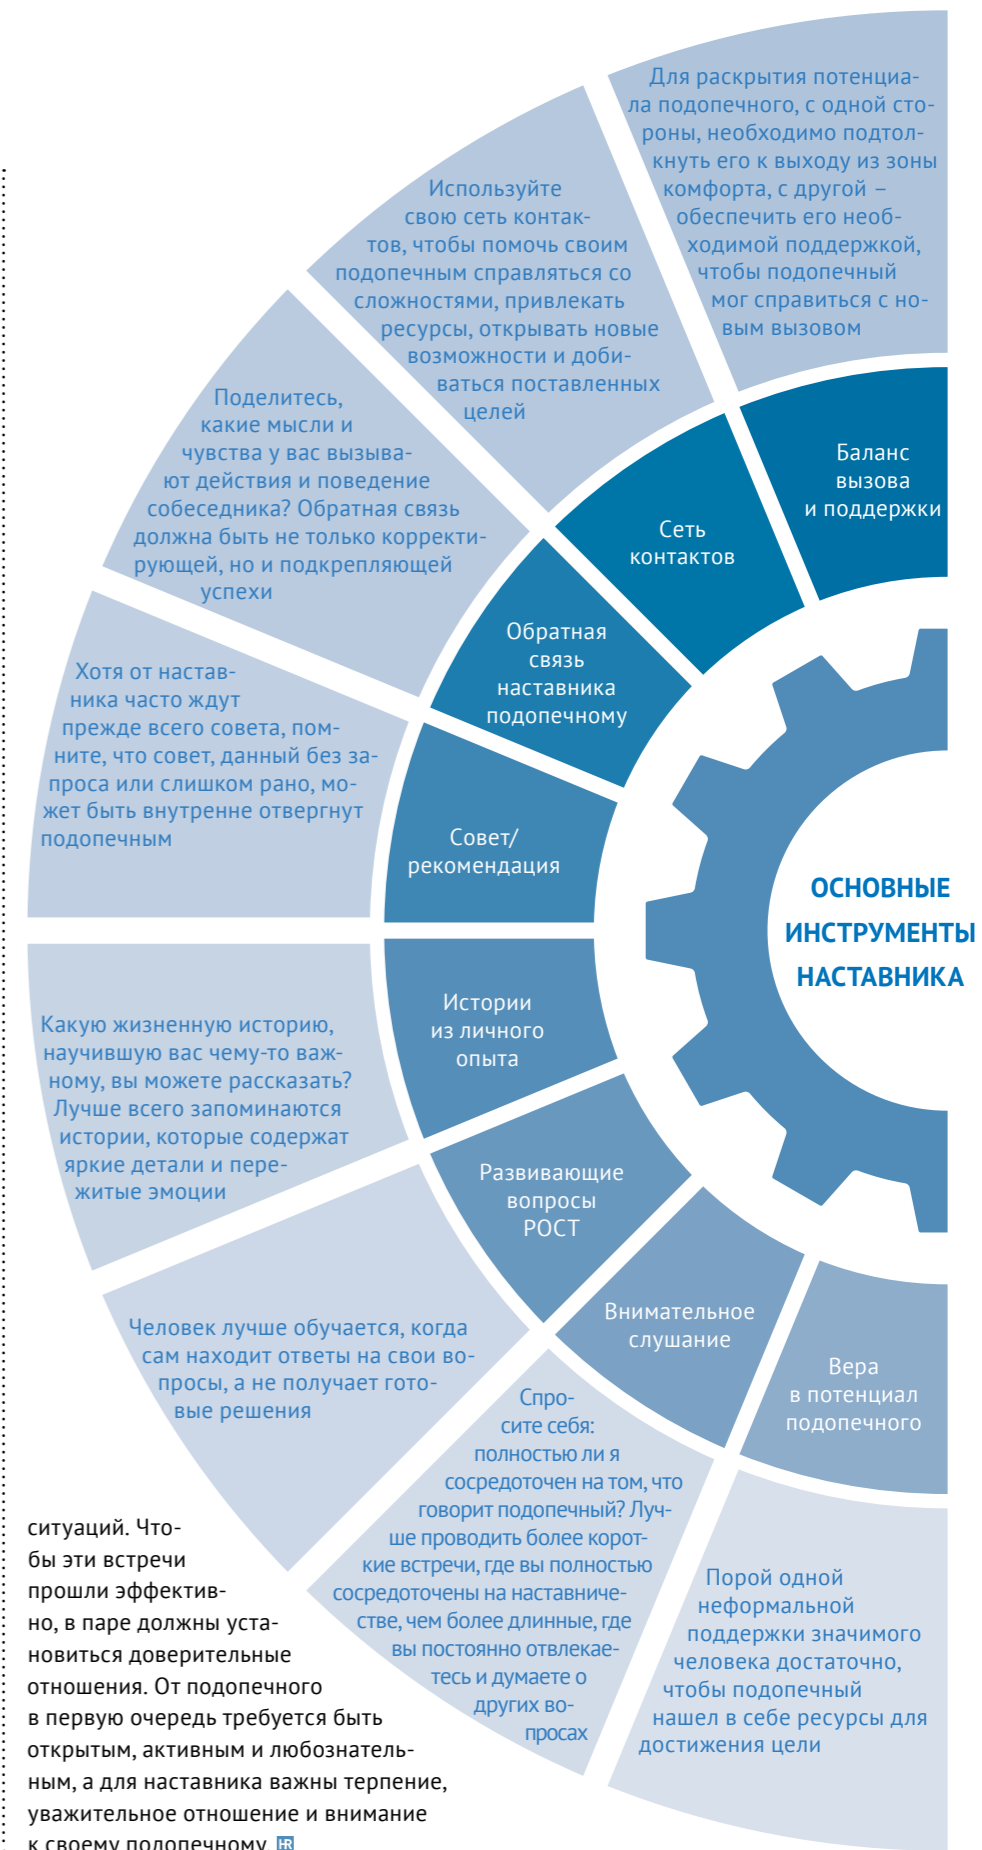 Для раскрытия потенциа-
ла подопечного, с одной сто-
роны, необходимо подтол-
кнуть его к выходу из зоны
комфорта, с другой –
обеспечить его необ-
ходимой поддержкой,
чтобы подопечный
мог справиться с но-
вым вызовом
Баланс
вызова
и поддержки
Используйте
свою сеть контак-
тов, чтобы помочь своим
подопечным справляться со
сложностями, привлекать
ресурсы, открывать новые
возможности и доби-
ваться поставленных
целей
Сеть
контактов
Поделитесь,
какие мысли и
чувства у вас вызыва-
ют действия и поведение
собеседника? Обратная связь
должна быть не только корректи-
рующей, но и подкрепляющей
успехи
Обратная
связь
наставника
подопечному
Хотя от настав-
ника часто ждут
прежде всего совета, пом-
ните, что совет, данный без за-
проса или слишком рано, мо-
жет быть внутренне отвергнут
подопечным
Совет/
рекомендация
ОСНОВНЫЕ
ИНСТРУМЕНТЫ
НАСТАВНИКА
Какую жизненную историю,
научившую вас чему-то важ-
ному, вы можете рассказать?
Лучше всего запоминаются
истории, которые содержат
яркие детали и пере-
житые эмоции
Истории
из личного
опыта
Человек лучше обучается, когда
сам находит ответы на свои во-
просы, а не получает гото-
вые решения
Развивающие
вопросы
РОСТ
Спро-
сите себя:
полностью ли я
сосредоточен на том, что
говорит подопечный? Луч-
ше проводить более корот-
кие встречи, где вы полностью
сосредоточены на наставниче-
стве, чем более длинные, где
вы постоянно отвлекае-
тесь и думаете о
других во-
просах
Внимательное
слушание
Порой одной
неформальной
поддержки значимого
человека достаточно,
чтобы подопечный
нашел в себе ресурсы для
достижения цели
Вера
в потенциал
подопечного
ситуаций. Что-
бы эти встречи
прошли эффектив-
но, в паре должны уста-
новиться доверительные
отношения. От подопечного
в первую очередь требуется быть
открытым, активным и любознатель-
ным, а для наставника важны терпение,
уважительное отношение и внимание
к своему подопечному. HR